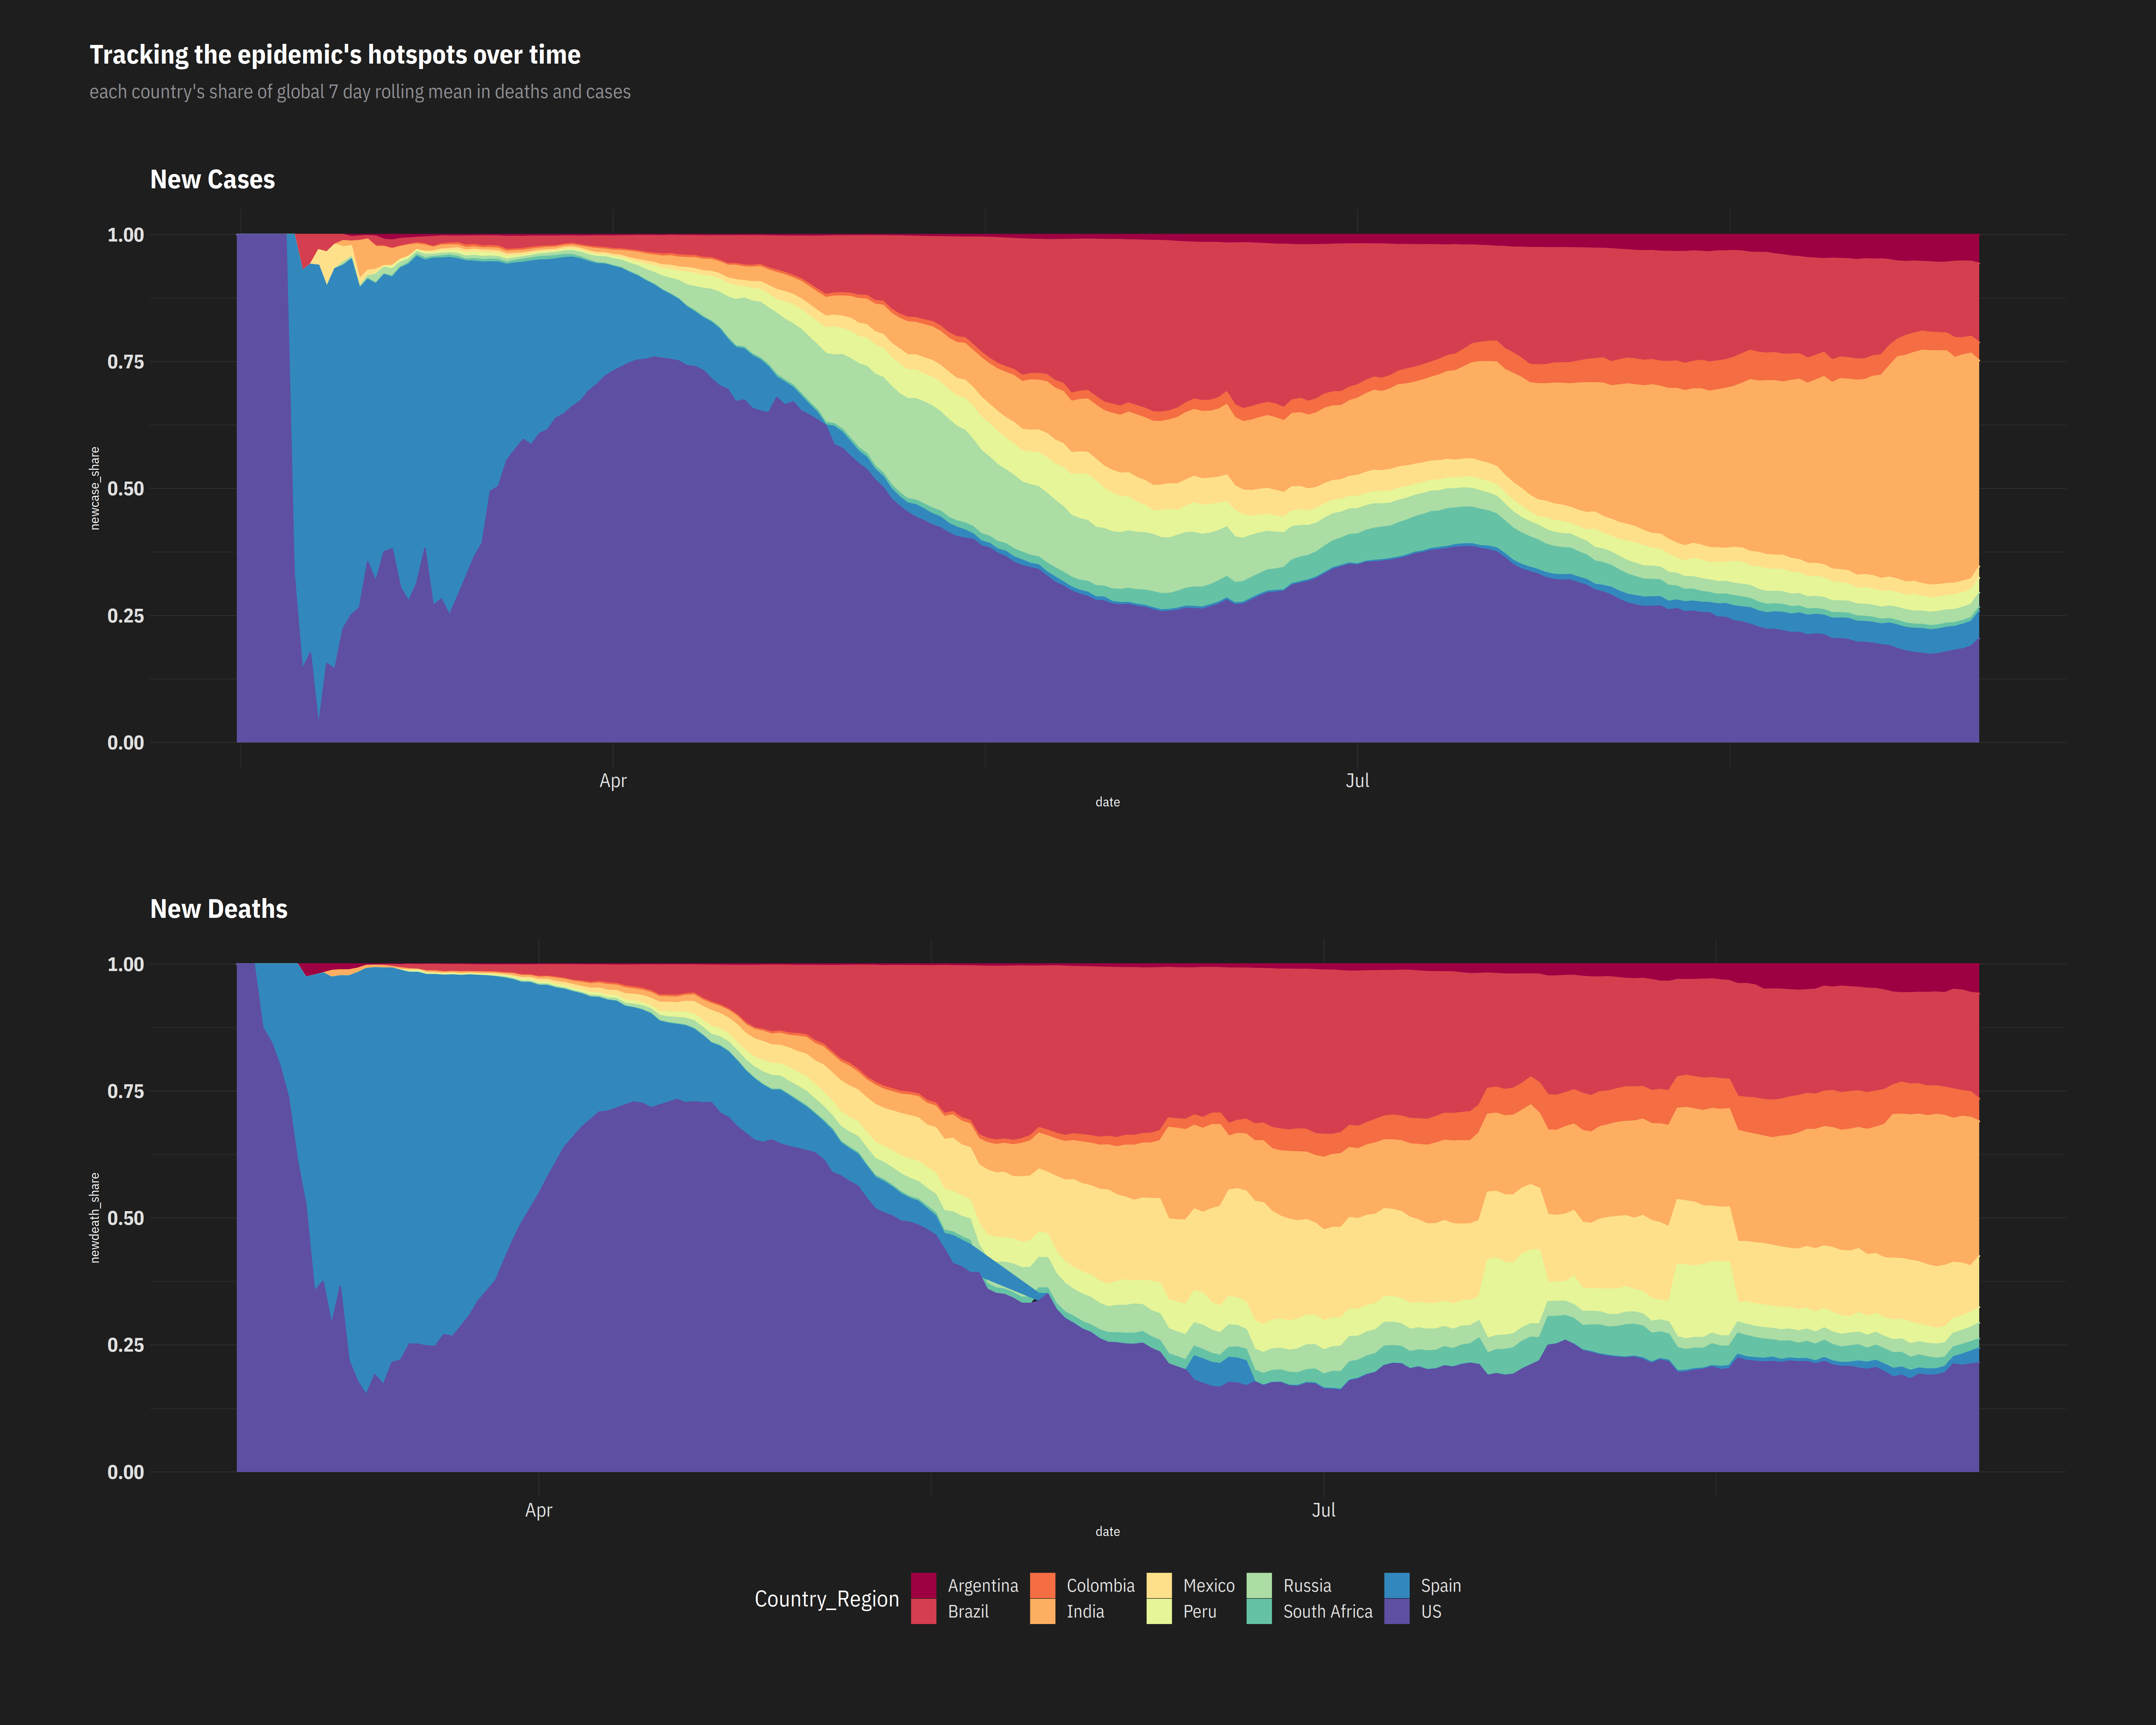 Tracking the epidemic's hotspots over time
each country's share of global 7 day rolling mean in deaths and cases
New Cases
1.00
0.75
0.50
0.25
0.00
newcase_share
Apr
Jul
date
New Deaths
1.00
0.75
0.50
0.25
0.00
newdeath_share
Apr
Jul
date
Country_Region
Argentina Colombia Mexico Russia Spain
Brazil India Peru South Africa US